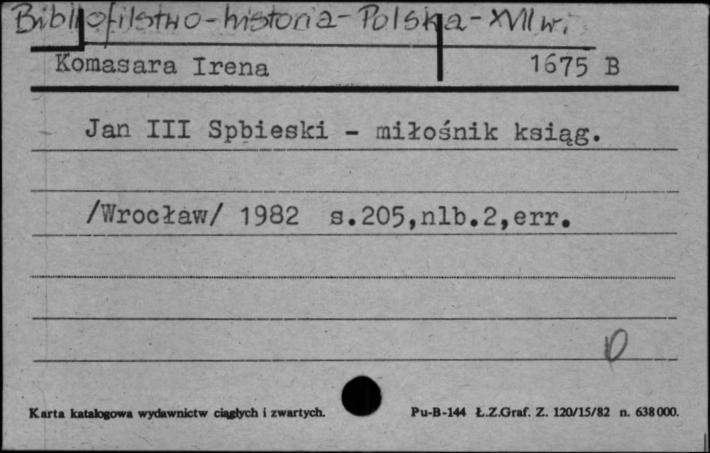 Bibliofilstwo - historia - Polska - XVII w.
Komasara Irena 1675 B
Jan III Spbieski - miłośnik ksiąg.
/Wrocław/ 1982 s.205,nlb.2,err.
Karta katalogowa wydawnictw ciągłych i zwartych. Pu-B-144 Ł.Z.Graf. Z. 120/15/82 n. 638000.